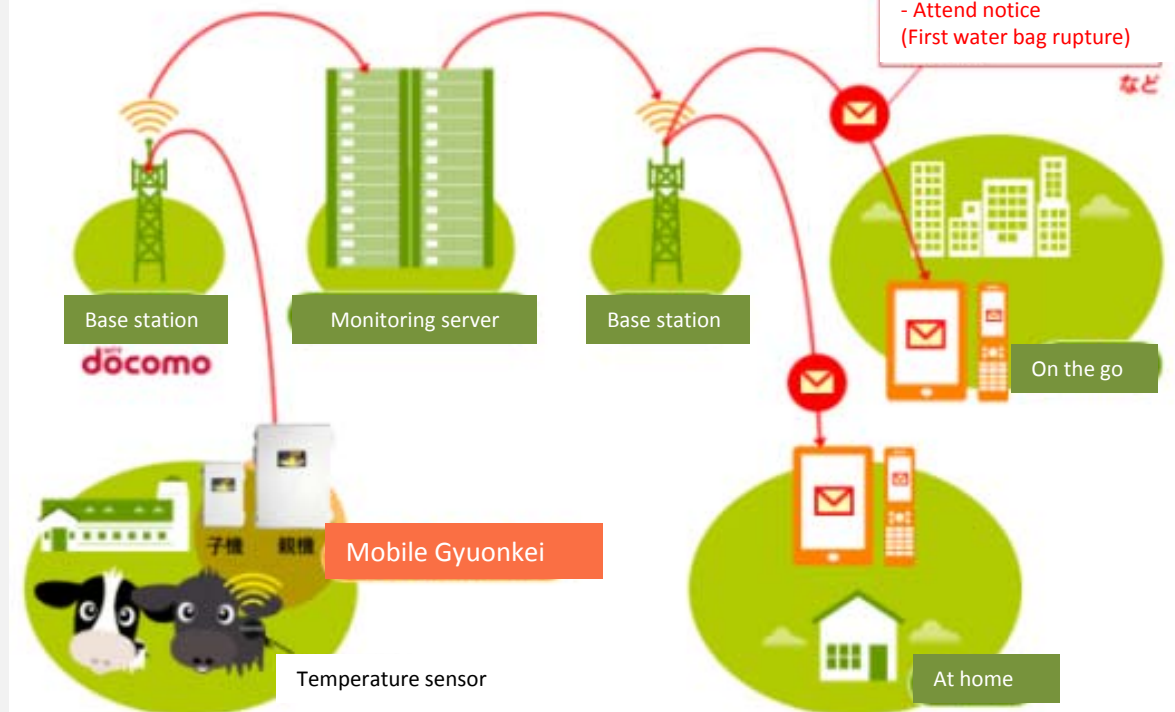 - Attend notice
(First water bag rupture)
など
Base station
Monitoring server
Base station
döcomo
On the go
子機 親機
Mobile Gyuonkei
Temperature sensor
At home